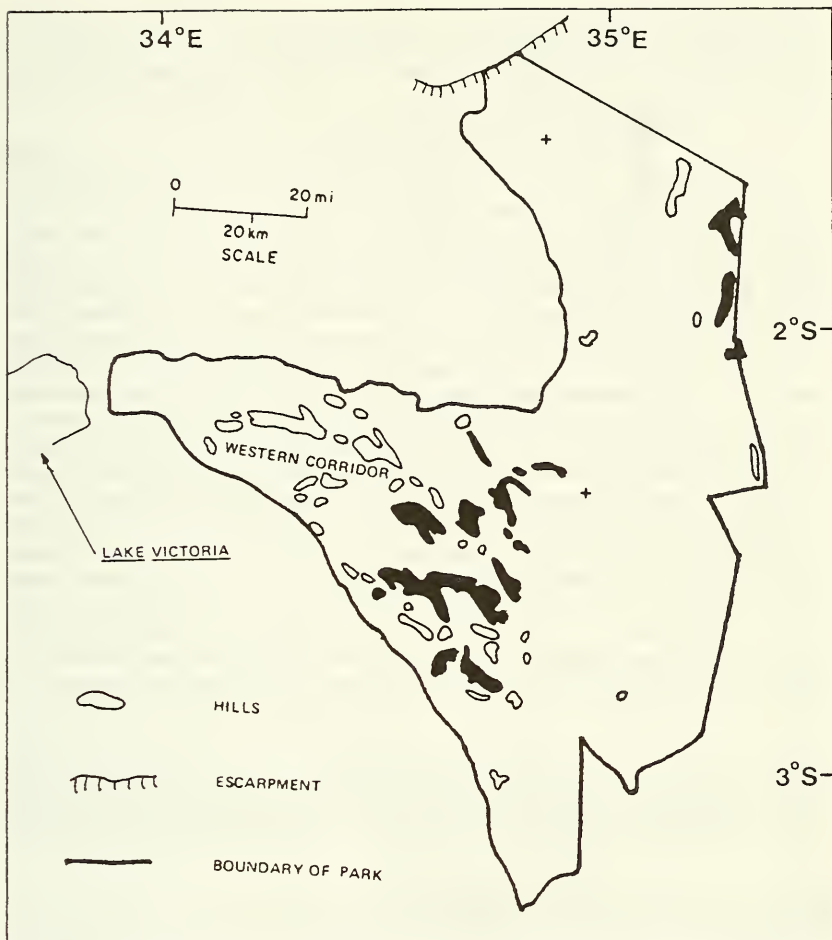 34°E
35°E
0 20 mi
20 km
SCALE
2°S
WESTERN CORRIDOR
LAKE VICTORIA
HILLS
3°S
ESCARPMENT
BOUNDARY OF PARK